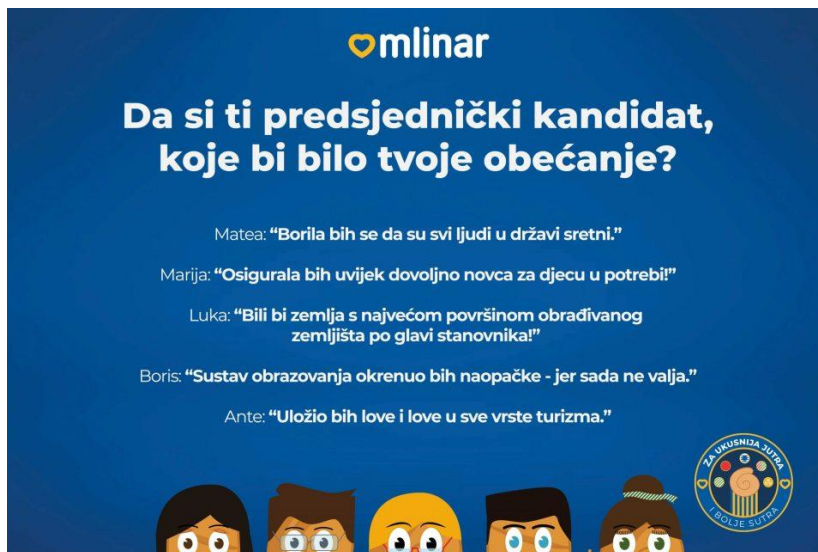 mlinar
Da si ti predsjednički kandidat,
koje bi bilo tvoje obećanje?
Matea: “Borila bih se da su svi ljudi u državi sretni.”
Marija: “Osigurala bih uvijek dovoljno novca za djecu u potrebi!”
Luka: “Bili bi zemlja s najvećom površinom obrađivanog
zemljišta po glavi stanovnika!”
Boris: “Sustav obrazovanja okrenuo bih naopačke - jer sada ne valja.”
Ante: “Uložio bih love i love u sve vrste turizma.”
ZA UKUSNIJA JUTRA
I BOLJE SUTRA